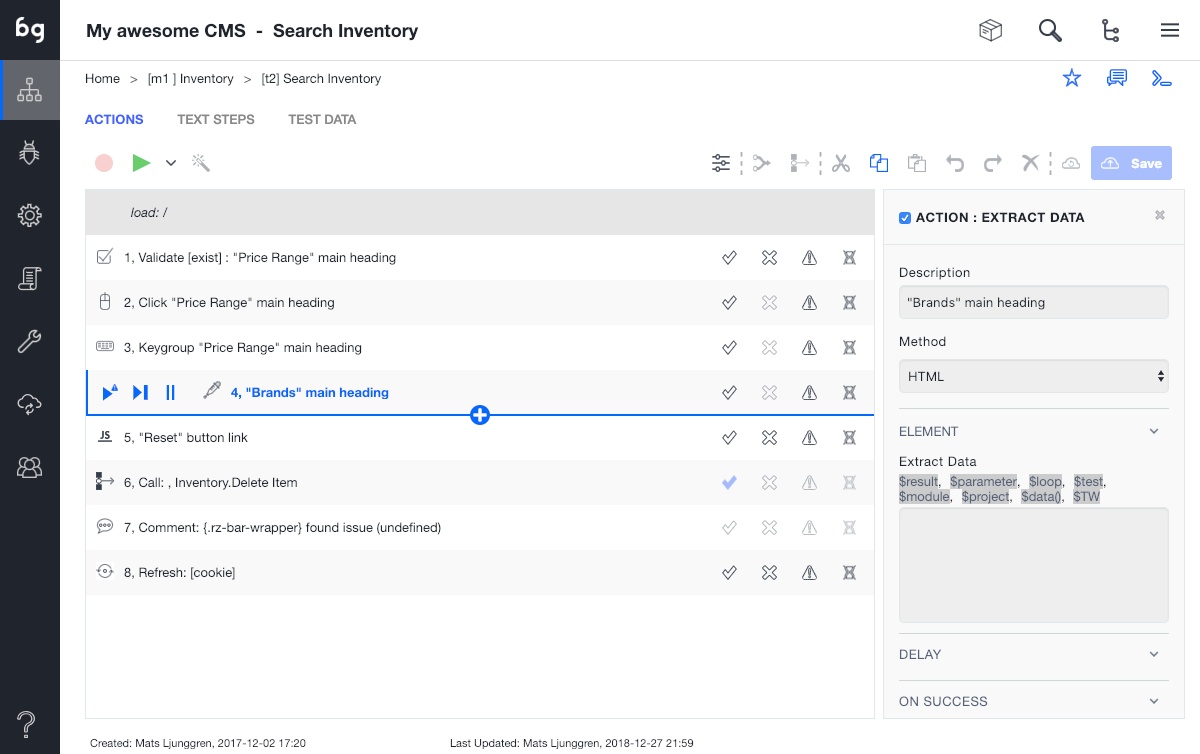 bg
My awesome CMS - Search Inventory
Home > [m1 ] Inventory > [t2] Search Inventory
ACTIONS TEXT STEPS TEST DATA
Save
load: /
1, Validate [exist] : "Price Range" main heading
2, Click "Price Range" main heading
3, Keygroup "Price Range" main heading
4, "Brands" main heading
JS 5, "Reset" button link
6, Call: , Inventory.Delete Item
7, Comment: {.rz-bar-wrapper} found issue (undefined)
8, Refresh: [cookie]
ACTION : EXTRACT DATA
Description
"Brands" main heading
Method
HTML
ELEMENT
Extract Data
$result, $parameter, $loop, $test,
$module, $project, $data(), $TW
DELAY
ON SUCCESS
Created: Mats Ljunggren, 2017-12-02 17:20
Last Updated: Mats Ljunggren, 2018-12-27 21:59